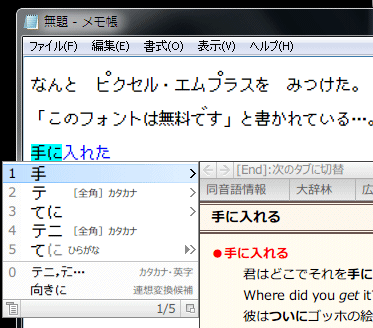 無題 - メモ帳
ファイル(F) 編集(E) 書式(O) 表示(V) ヘルプ(H)
なんと ピクセル・エムプラスを みつけた。
「このフォントは無料です」と書かれている…。
手に入れた
1 手
2 テ [全角] カタカナ
3 てに
4 テニ [全角] カタカナ
5 てに ひらがな
0 テニ,ﾃﾆ… カタカナ・英字
向きに 連想変換候補
1/5
[End]:次のタブに切替
同音語情報 大辞林 広
手に入れる
●手に入れる
君はどこでそれを手に
Where did you get it?
彼はついにゴッホの絵